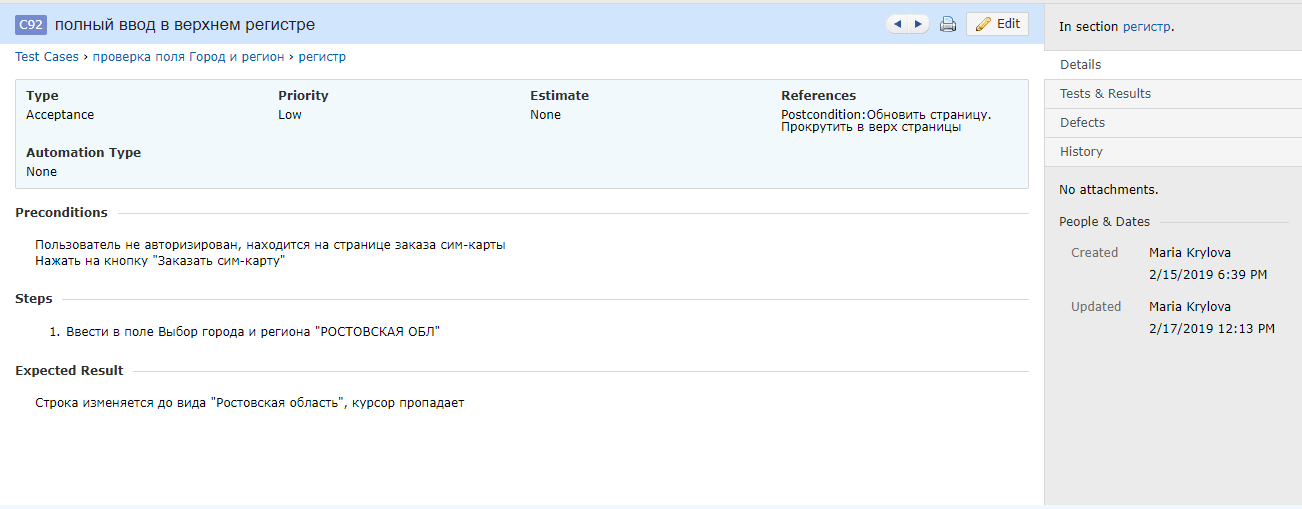 C92 полный ввод в верхнем регистре
Edit
Test Cases › проверка поля Город и регион › регистр
Type
Acceptance
Priority
Low
Estimate
None
References
Postcondition:Обновить страницу.
Прокрутить в верх страницы
Automation Type
None
Preconditions
Пользователь не авторизирован, находится на странице заказа сим-карты
Нажать на кнопку "Заказать сим-карту"
Steps
1. Ввести в поле Выбор города и региона "РОСТОВСКАЯ ОБЛ"
Expected Result
Строка изменяется до вида "Ростовская область", курсор пропадает
In section регистр.
Details
Tests & Results
Defects
History
No attachments.
People & Dates
Created Maria Krylova
2/15/2019 6:39 PM
Updated Maria Krylova
2/17/2019 12:13 PM